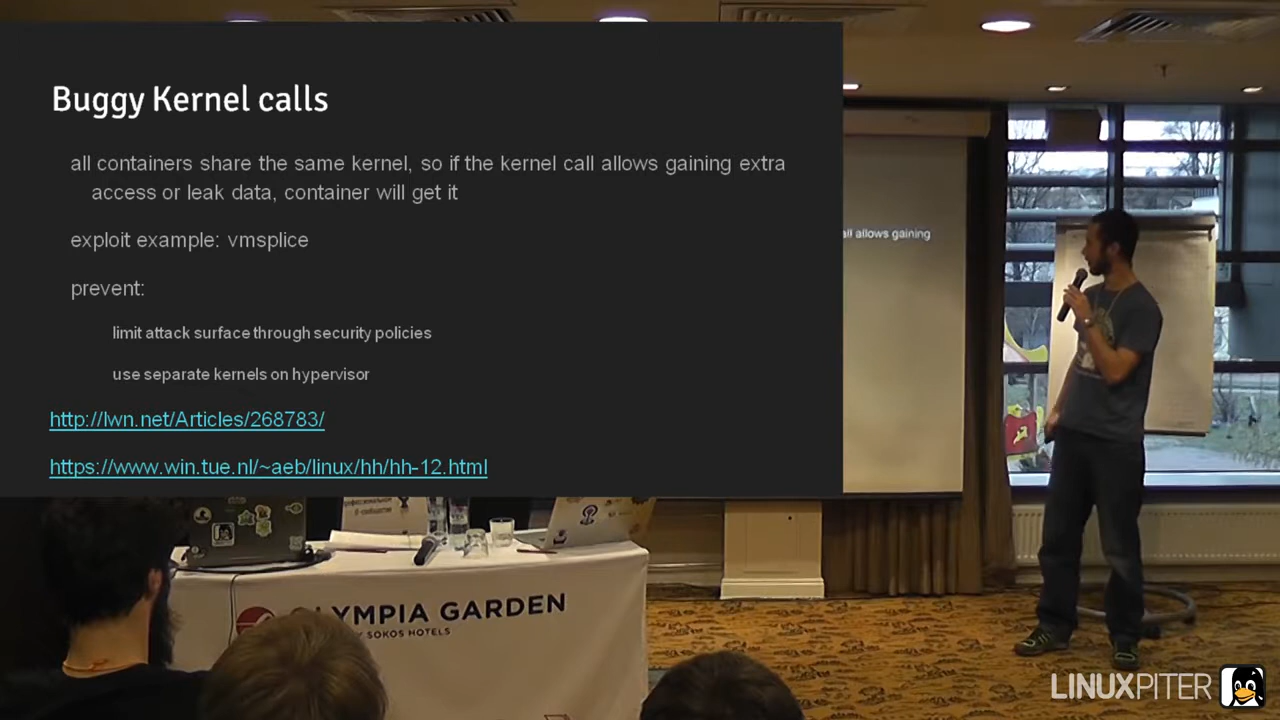 Buggy Kernel calls
all containers share the same kernel, so if the kernel call allows gaining extra
access or leak data, container will get it
exploit example: vmsplice
prevent:
limit attack surface through security policies
use separate kernels on hypervisor
http://lwn.net/Articles/268783/
https://www.win.tue.nl/~aeb/linux/hh/hh-12.html
all allows gaining
GARDEN
SOKOS HOTELS
LINUXPITER